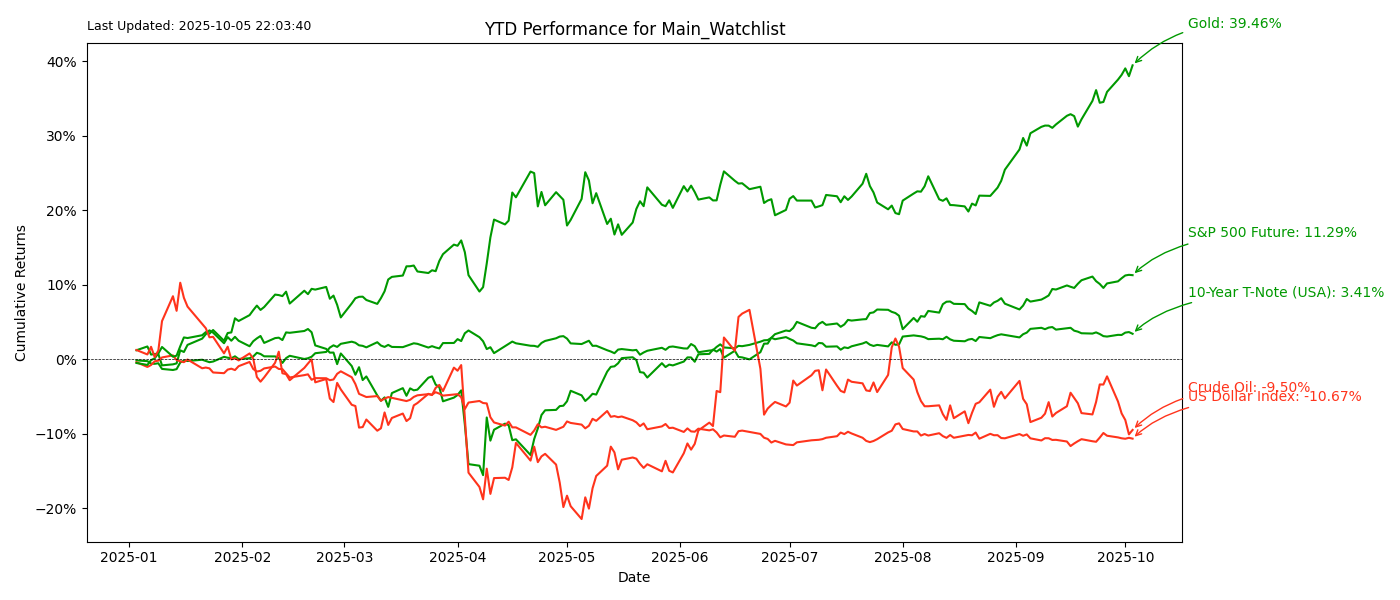 Last Updated: 2025-10-05 22:03:40
YTD Performance for Main_Watchlist
Gold: 39.46%
40%
30%
20%
10%
0%
−10%
−20%
Cumulative Returns
S&P 500 Future: 11.29%
10-Year T-Note (USA): 3.41%
Crude Oil: -9.50%
US Dollar Index: -10.67%
2025-01 2025-02 2025-03 2025-04 2025-05 2025-06 2025-07 2025-08 2025-09 2025-10
Date